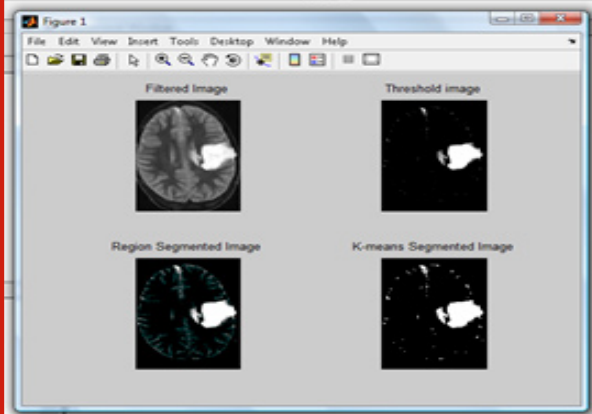 Figure 1
File Edit View Insert Tools Desktop Window Help
Filtered Image
Threshold image
Region Segmented Image
K-means Segmented Image